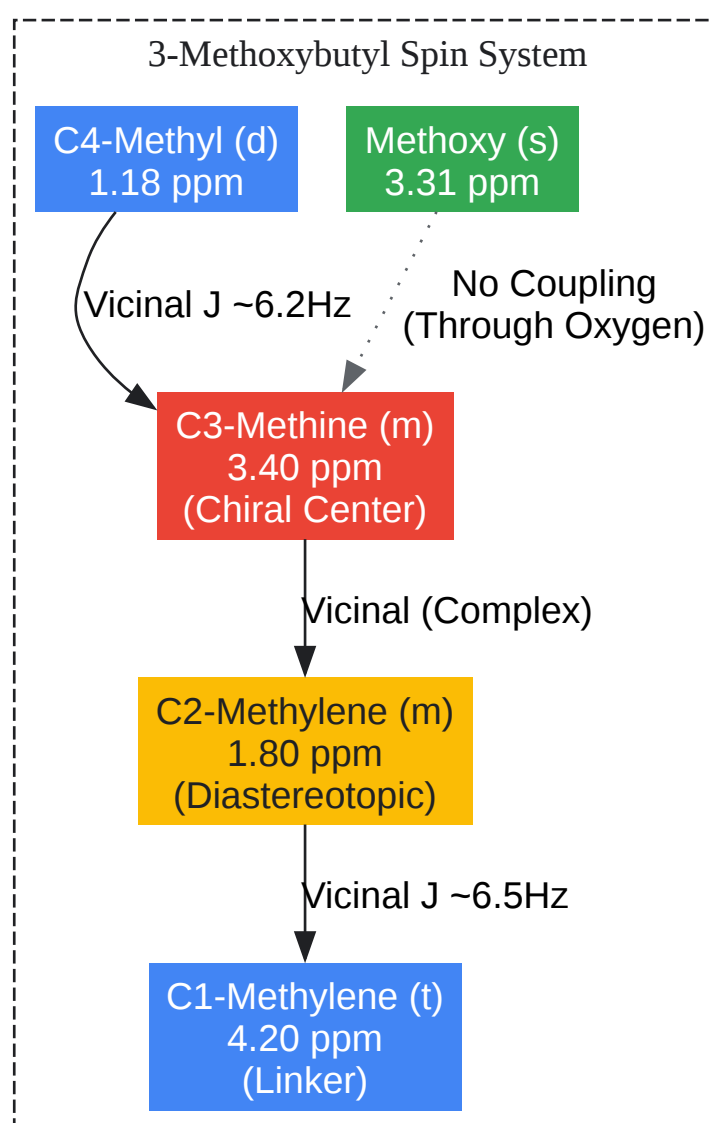 3-Methoxybutyl Spin System
C4-Methyl (d)
1.18 ppm
Methoxy (s)
3.31 ppm
Vicinal J ~6.2Hz
No Coupling
(Through Oxygen)
C3-Methine (m)
3.40 ppm
(Chiral Center)
Vicinal (Complex)
C2-Methylene (m)
1.80 ppm
(Diastereotopic)
Vicinal J ~6.5Hz
C1-Methylene (t)
4.20 ppm
(Linker)